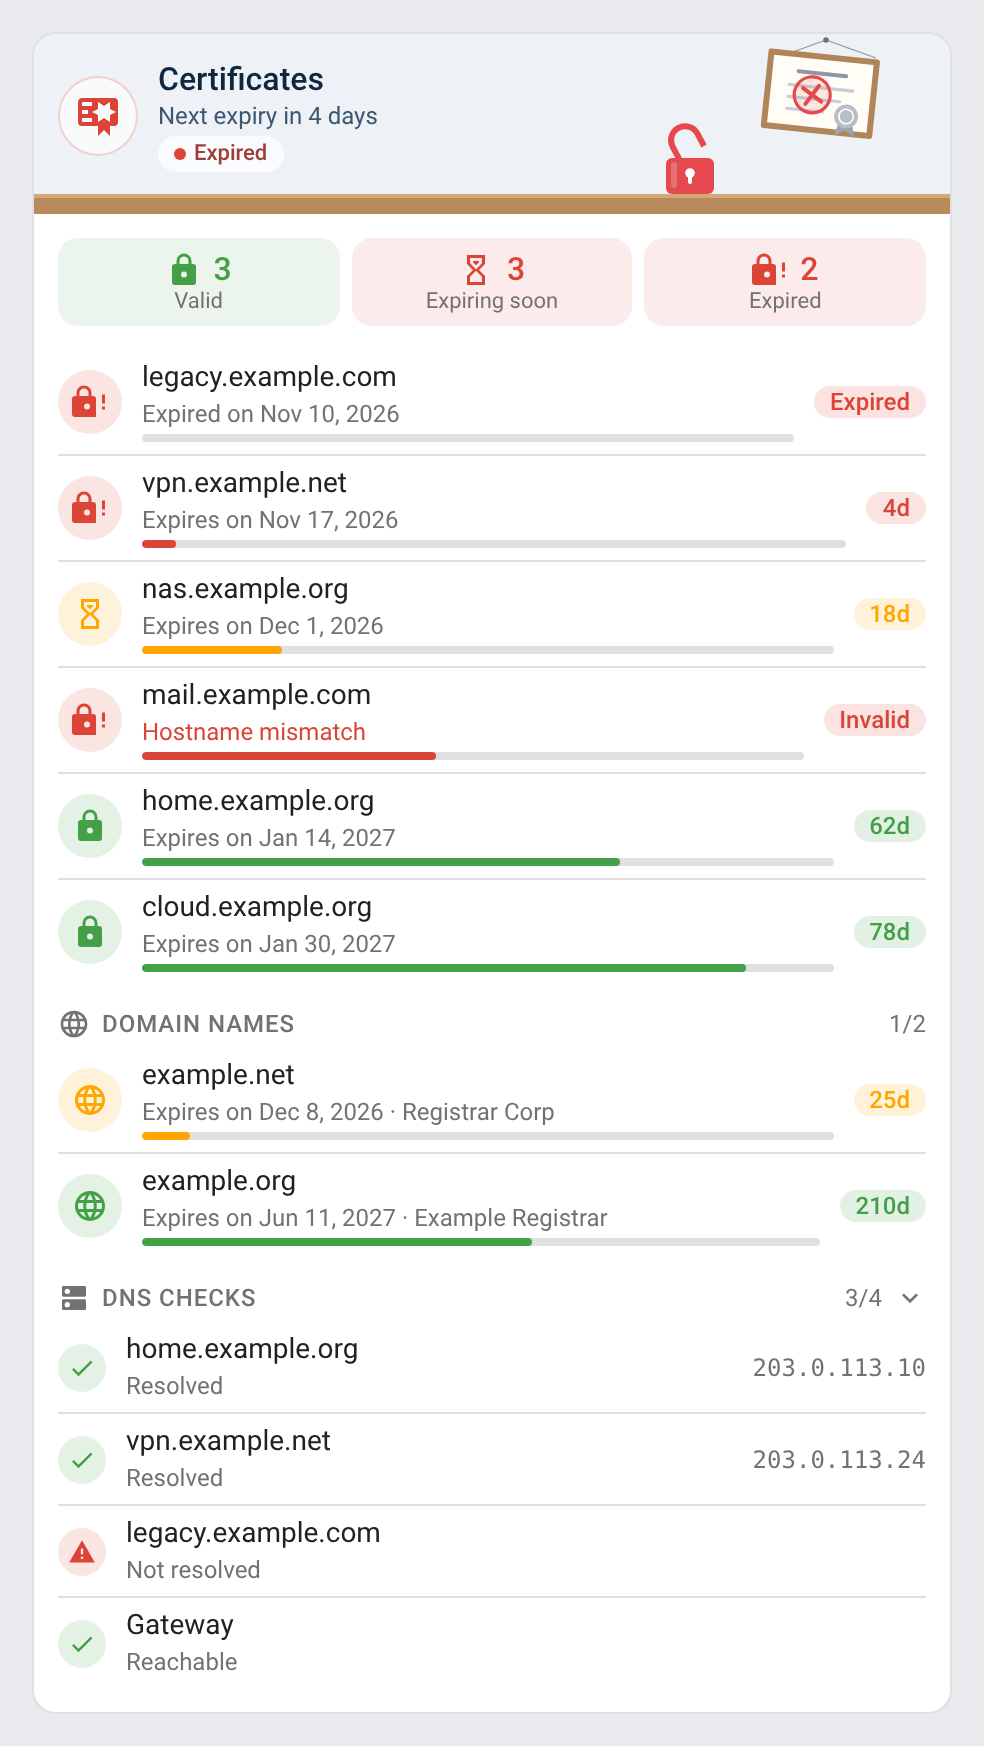 Certificates
Next expiry in 4 days
Expired
3
Valid
3
Expiring soon
2
Expired
legacy.example.com
Expired on Nov 10, 2026
Expired
vpn.example.net
Expires on Nov 17, 2026
4d
nas.example.org
Expires on Dec 1, 2026
18d
mail.example.com
Hostname mismatch
Invalid
home.example.org
Expires on Jan 14, 2027
62d
cloud.example.org
Expires on Jan 30, 2027
78d
DOMAIN NAMES 1/2
example.net
Expires on Dec 8, 2026 · Registrar Corp
25d
example.org
Expires on Jun 11, 2027 · Example Registrar
210d
DNS CHECKS 3/4
home.example.org
Resolved
203.0.113.10
vpn.example.net
Resolved
203.0.113.24
legacy.example.com
Not resolved
Gateway
Reachable